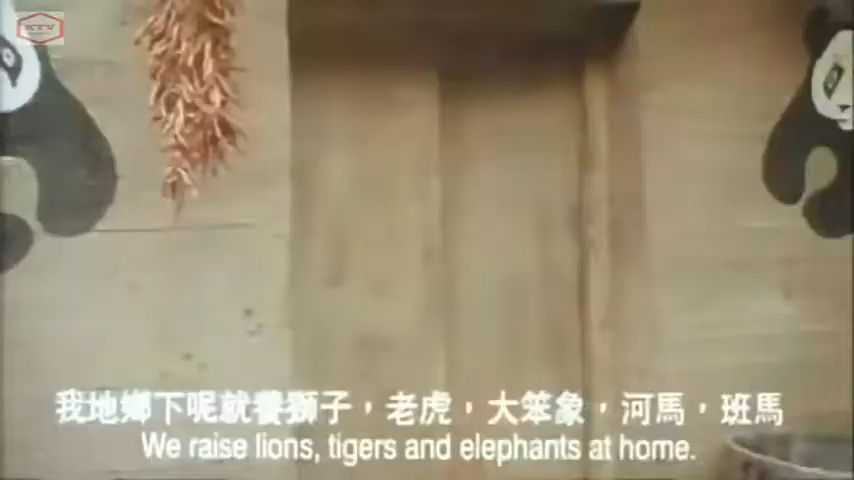 我地鄉下呢就養獅子，老虎，大笨象，河馬，班馬
We raise lions, tigers and elephants at home.